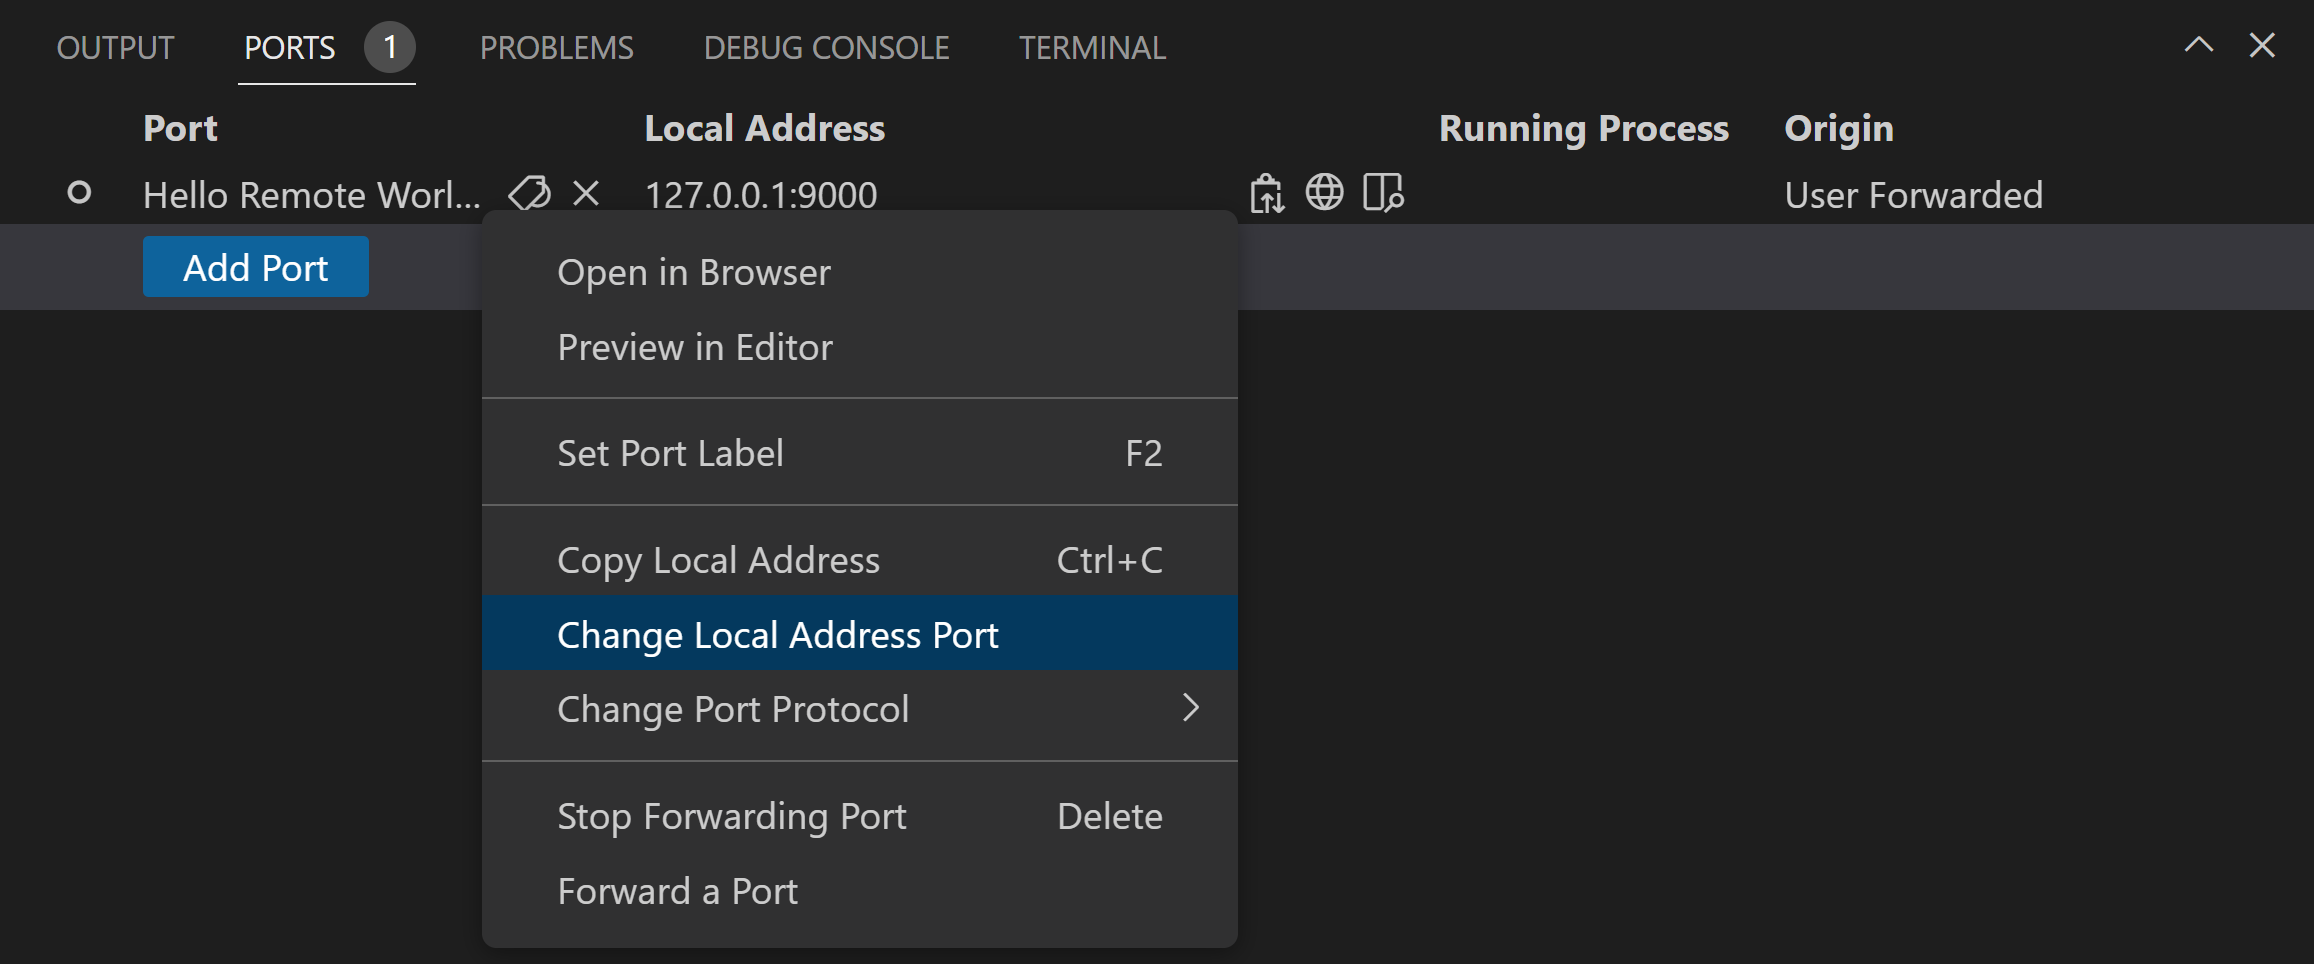 OUTPUT PORTS 1 PROBLEMS DEBUG CONSOLE TERMINAL
Port Local Address Running Process Origin
Hello Remote Worl... 127.0.0.1:9000 User Forwarded
Add Port
Open in Browser
Preview in Editor
Set Port Label F2
Copy Local Address Ctrl+C
Change Local Address Port
Change Port Protocol
Stop Forwarding Port Delete
Forward a Port